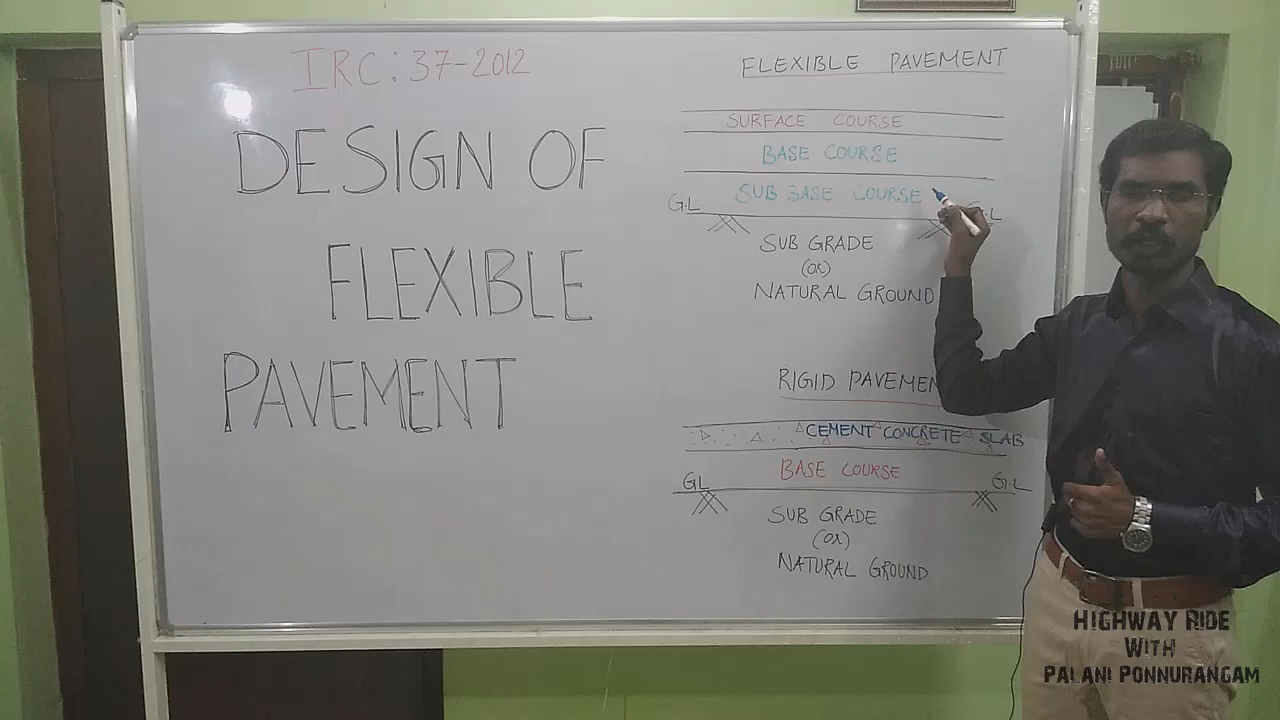 IRC: 37-2012
DESIGN OF
FLEXIBLE
PAVEMENT
FLEXIBLE PAVEMENT
SURFACE COURSE
BASE COURSE
SUB BASE COURSE
G.L G.L
SUB GRADE
(OR)
NATURAL GROUND
RIGID PAVEMEN
CEMENT CONCRETE SLAB
BASE COURSE
GL G.L
SUB GRADE
(OR)
NATURAL GROUND
HIGHWAY RIDE
WITH
PALANI PONNURANGAM